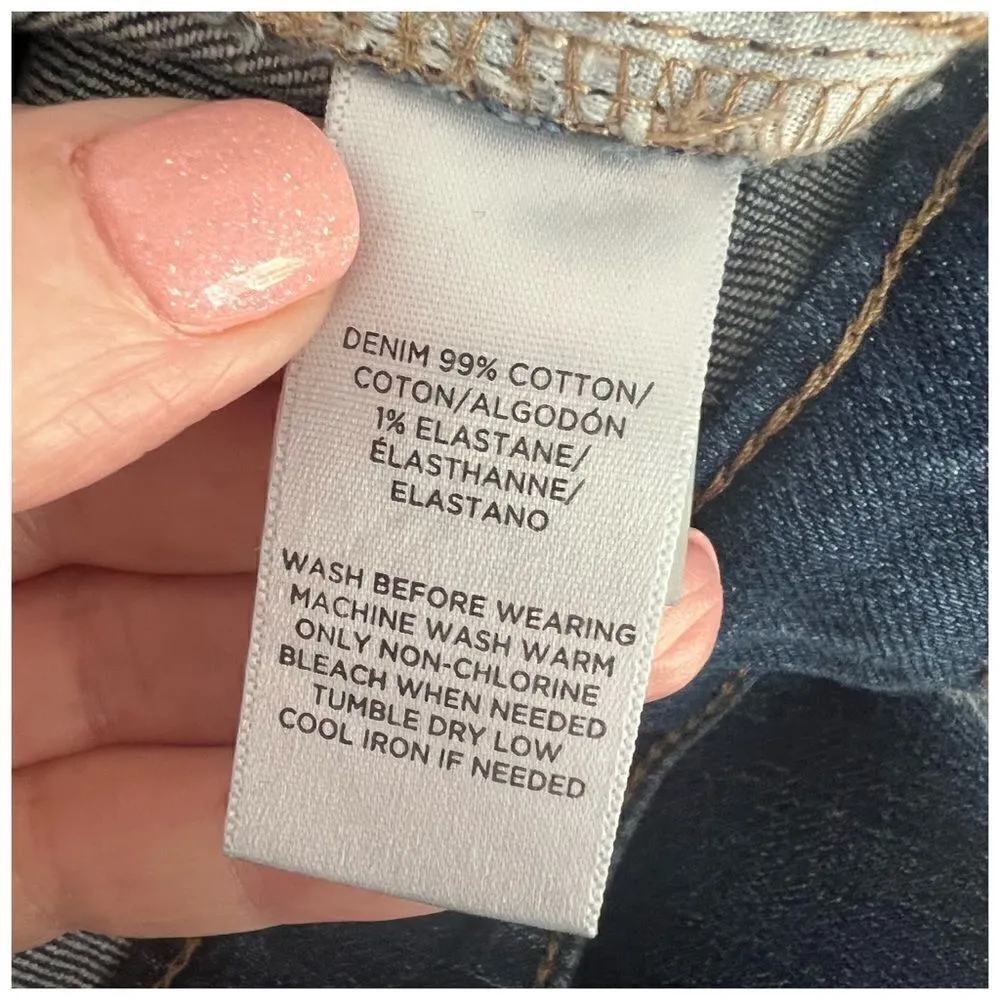 DENIM 99% COTTON/
COTON/ALGODÓN
1% ELASTANE/
ÉLASTHANNE/
ELASTANO
WASH BEFORE WEARING
MACHINE WASH WARM
ONLY NON-CHLORINE
BLEACH WHEN NEEDED
TUMBLE DRY LOW
COOL IRON IF NEEDED